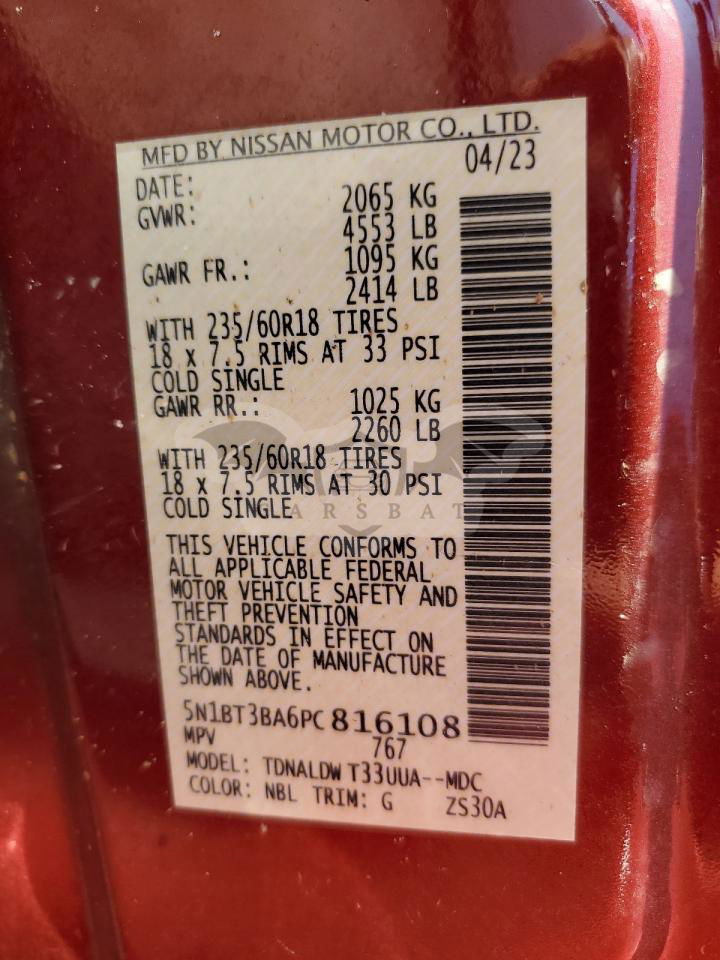 MFD BY NISSAN MOTOR CO., LTD.
DATE: 04/23
GVWR: 2065 KG
4553 LB
GAWR FR.: 1095 KG
2414 LB
WITH 235/60R18 TIRES
18 x 7.5 RIMS AT 33 PSI
COLD SINGLE
GAWR RR.: 1025 KG
2260 LB
WITH 235/60R18 TIRES
18 x 7.5 RIMS AT 30 PSI
COLD SINGLE
ARSBAT
THIS VEHICLE CONFORMS TO
ALL APPLICABLE FEDERAL
MOTOR VEHICLE SAFETY AND
THEFT PREVENTION
STANDARDS IN EFFECT ON
THE DATE OF MANUFACTURE
SHOWN ABOVE.
5N1BT3BA6PC816108
MPV 767
MODEL: TDNALDW T33UUA--MDC
COLOR: NBL TRIM: G ZS30A